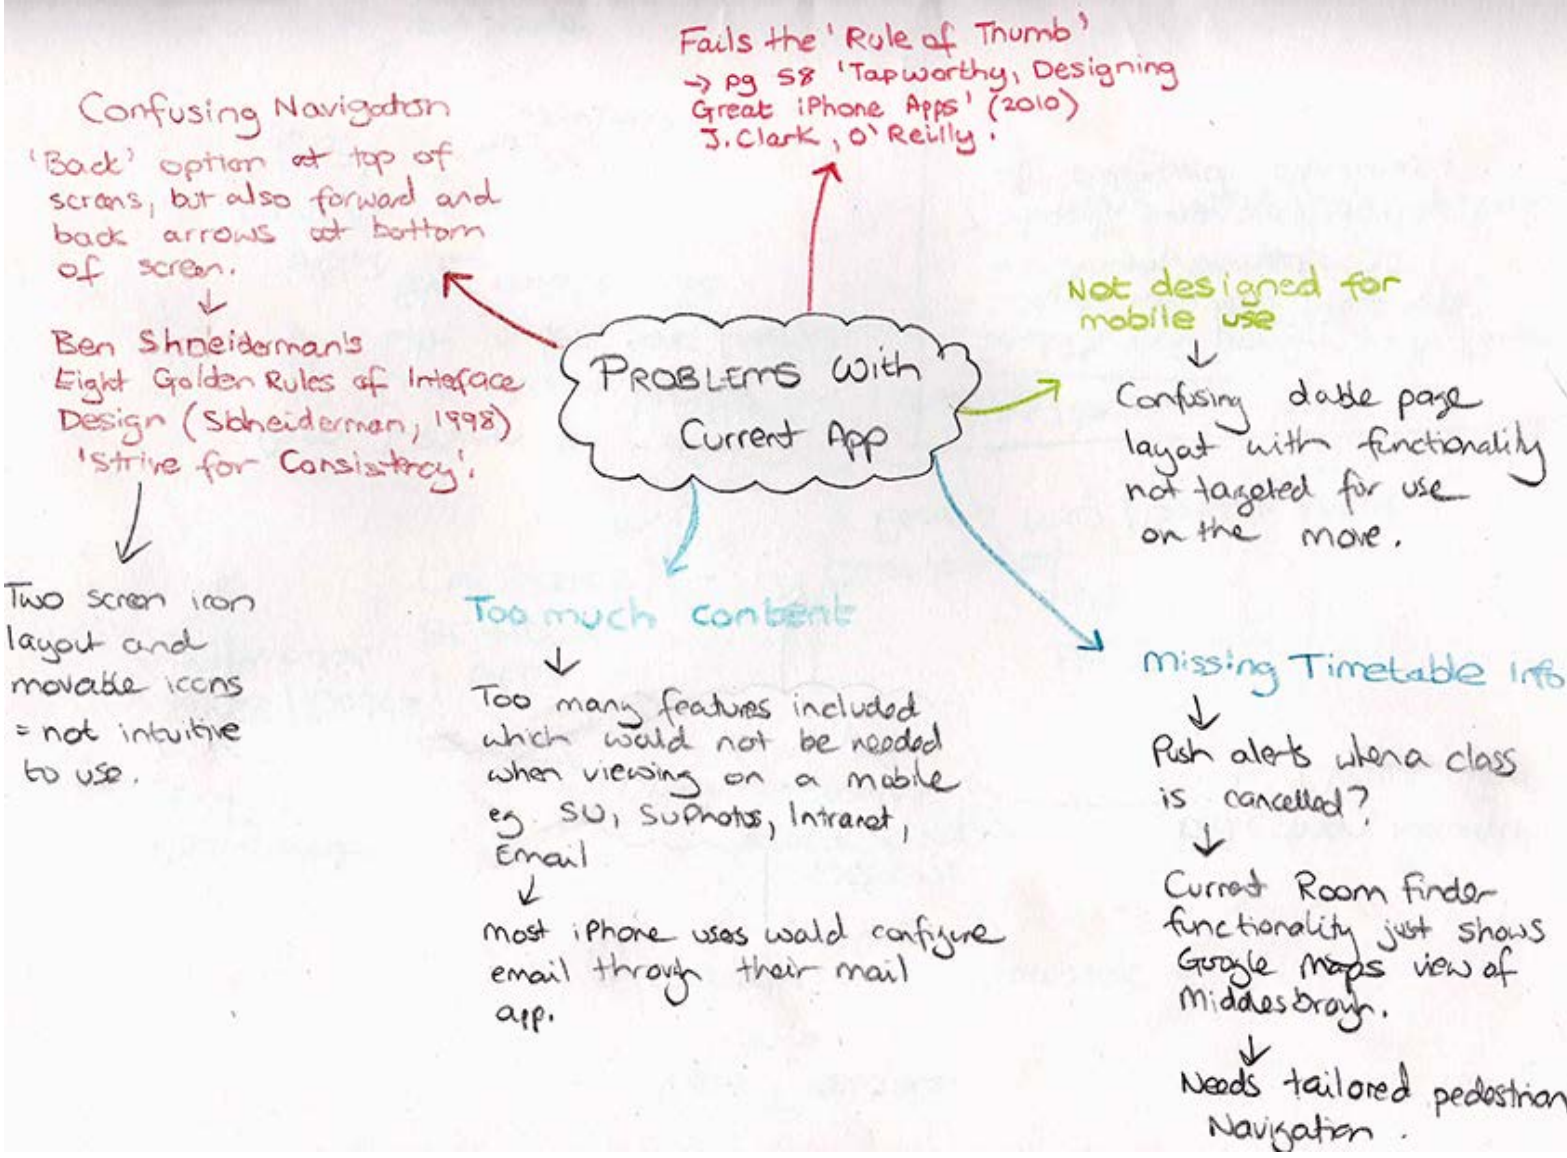 Fails the 'Rule of Thumb'
→ pg 58 'Tapworthy, Designing
Great iPhone Apps' (2010)
J. Clark, O'Reilly.
Confusing Navigation
'Back' option at top of
screens, but also forward and
back arrows at bottom
of screen.
↓
Ben Shneiderman's
Eight Golden Rules of Interface
Design (Shneiderman, 1998)
'Strive for Consistency'.
Two screen icon
layout and
movable icons
= not intuitive
to use.
PROBLEMS With
Current App
Not designed for
mobile use
↓
Confusing double page
layout with functionality
not targeted for use
on the move.
Too much content
↓
Too many features included
which would not be needed
when viewing on a mobile
eg. SU, SUPhotos, Intranet,
Email
↓
most iPhone users would configure
email through their mail
app.
Missing Timetable Info
↓
Push alerts when a class
is cancelled?
↓
Current Room finder
functionality just shows
Google maps view of
Middlesbrough.
↓
Needs tailored pedestrian
Navigation.